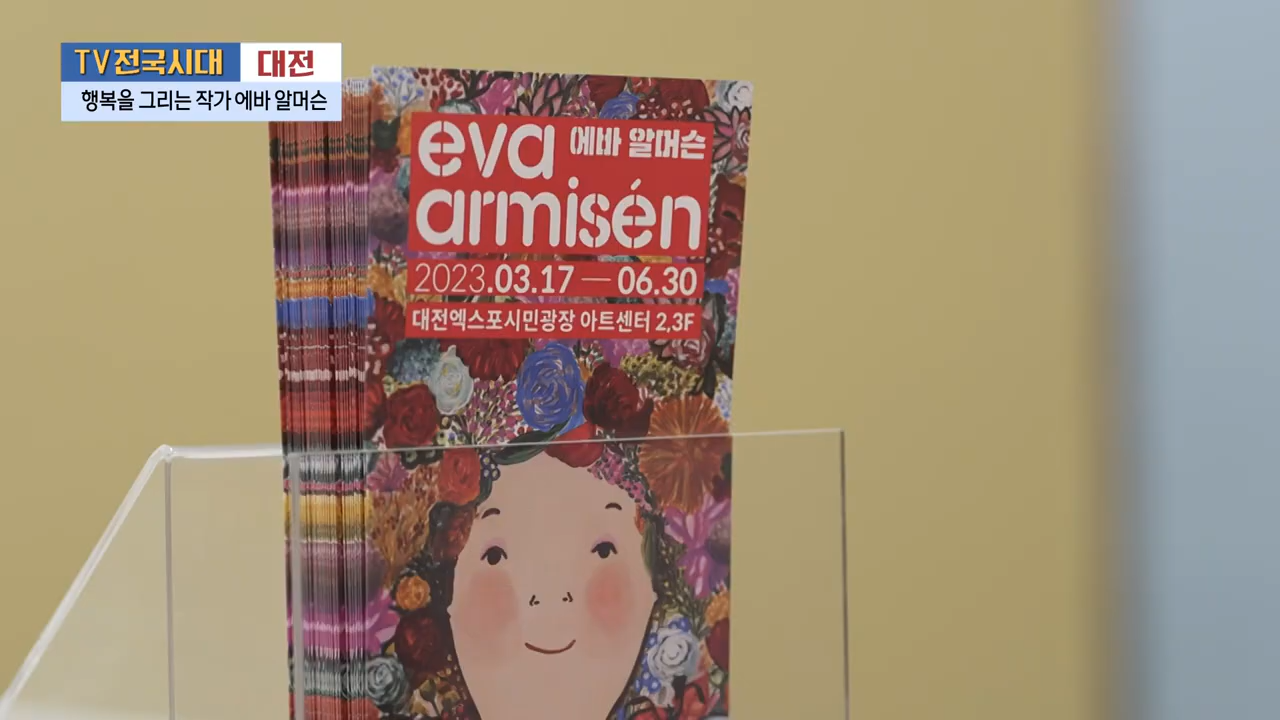 TV전국시대 대전
행복을 그리는 작가 에바 알머슨
eva 에바 알머슨
armisén
2023.03.17 — 06.30
대전엑스포시민광장 아트센터 2,3F